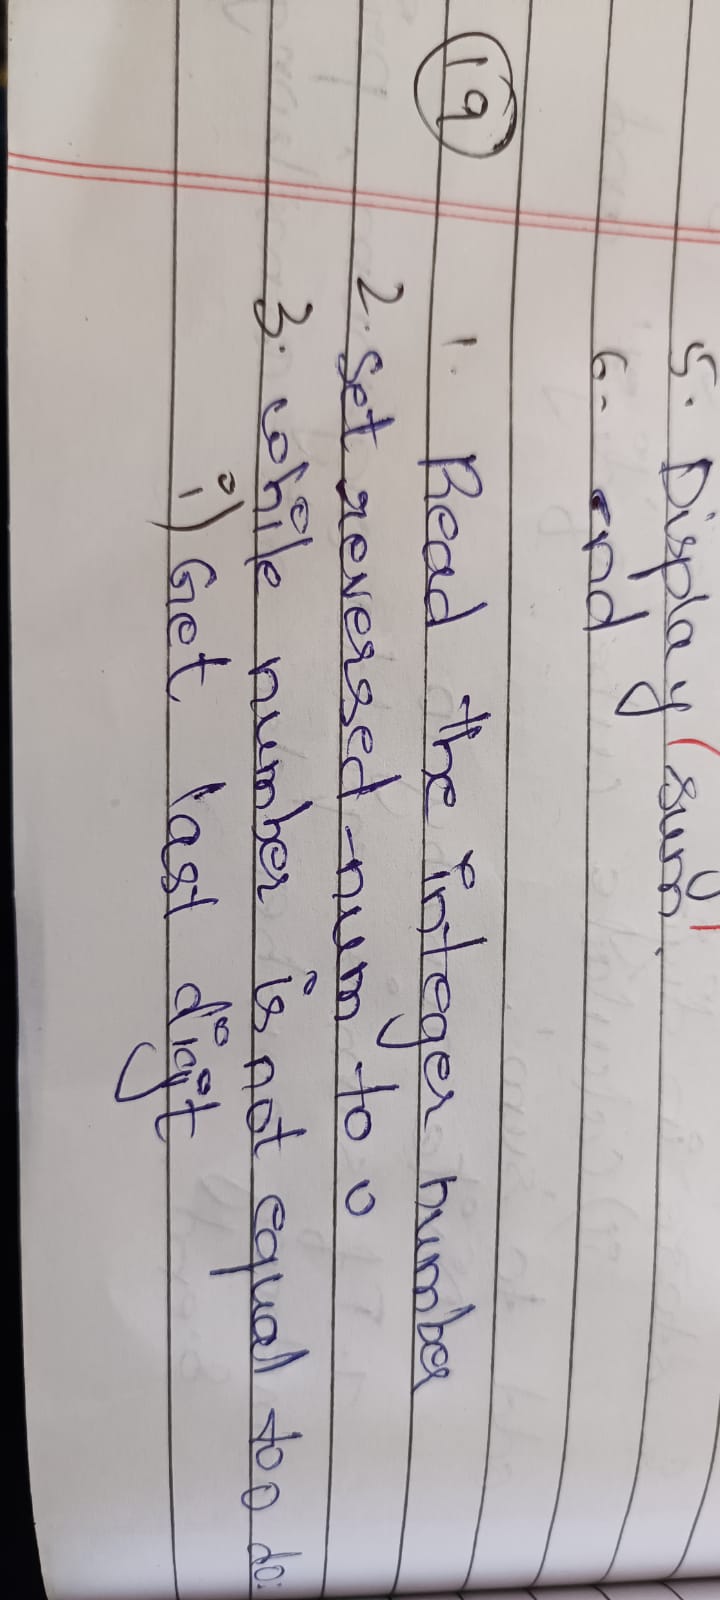 5. Display (sum)
6. end
19
1. Read the integer number
2. Set reversed-num to 0
3. while number is not equal to 0 do:
i) Get last digit